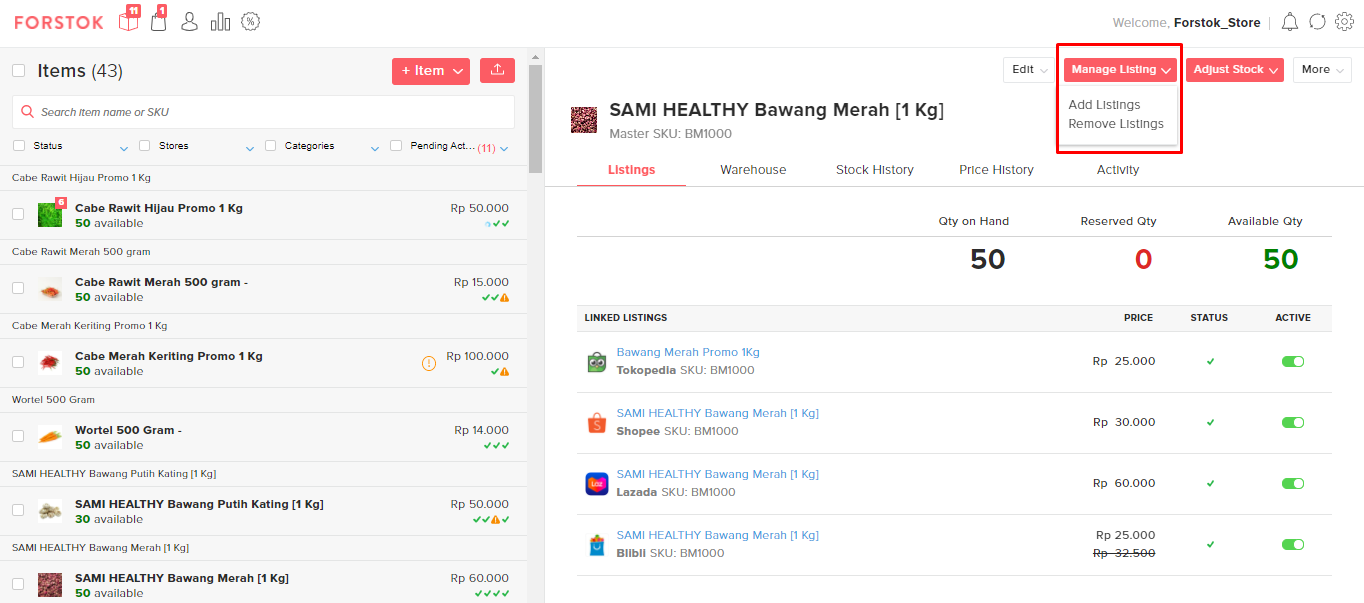 FORSTOK
11
1
Welcome, Forstok_Store
Items (43)
+ Item
Search item name or SKU
Status
Stores
Categories
Pending Act... (11)
Cabe Rawit Hijau Promo 1 Kg
6
Cabe Rawit Hijau Promo 1 Kg
Rp 50.000
50 available
Cabe Rawit Merah 500 gram
Cabe Rawit Merah 500 gram -
Rp 15.000
50 available
Cabe Merah Keriting Promo 1 Kg
Cabe Merah Keriting Promo 1 Kg
Rp 100.000
50 available
Wortel 500 Gram
Wortel 500 Gram -
Rp 14.000
50 available
SAMI HEALTHY Bawang Putih Kating [1 Kg]
SAMI HEALTHY Bawang Putih Kating [1 Kg]
Rp 50.000
30 available
SAMI HEALTHY Bawang Merah [1 Kg]
SAMI HEALTHY Bawang Merah [1 Kg]
Rp 60.000
50 available
Edit
Manage Listing
Adjust Stock
More
Add Listings
Remove Listings
SAMI HEALTHY Bawang Merah [1 Kg]
Master SKU: BM1000
Listings
Warehouse
Stock History
Price History
Activity
Qty on Hand
Reserved Qty
Available Qty
50
0
50
LINKED LISTINGS
PRICE
STATUS
ACTIVE
Bawang Merah Promo 1Kg
Tokopedia SKU: BM1000
Rp 25.000
SAMI HEALTHY Bawang Merah [1 Kg]
Shopee SKU: BM1000
Rp 30.000
SAMI HEALTHY Bawang Merah [1 Kg]
Lazada SKU: BM1000
Rp 60.000
SAMI HEALTHY Bawang Merah [1 Kg]
Blibli SKU: BM1000
Rp 25.000
Rp 32.500